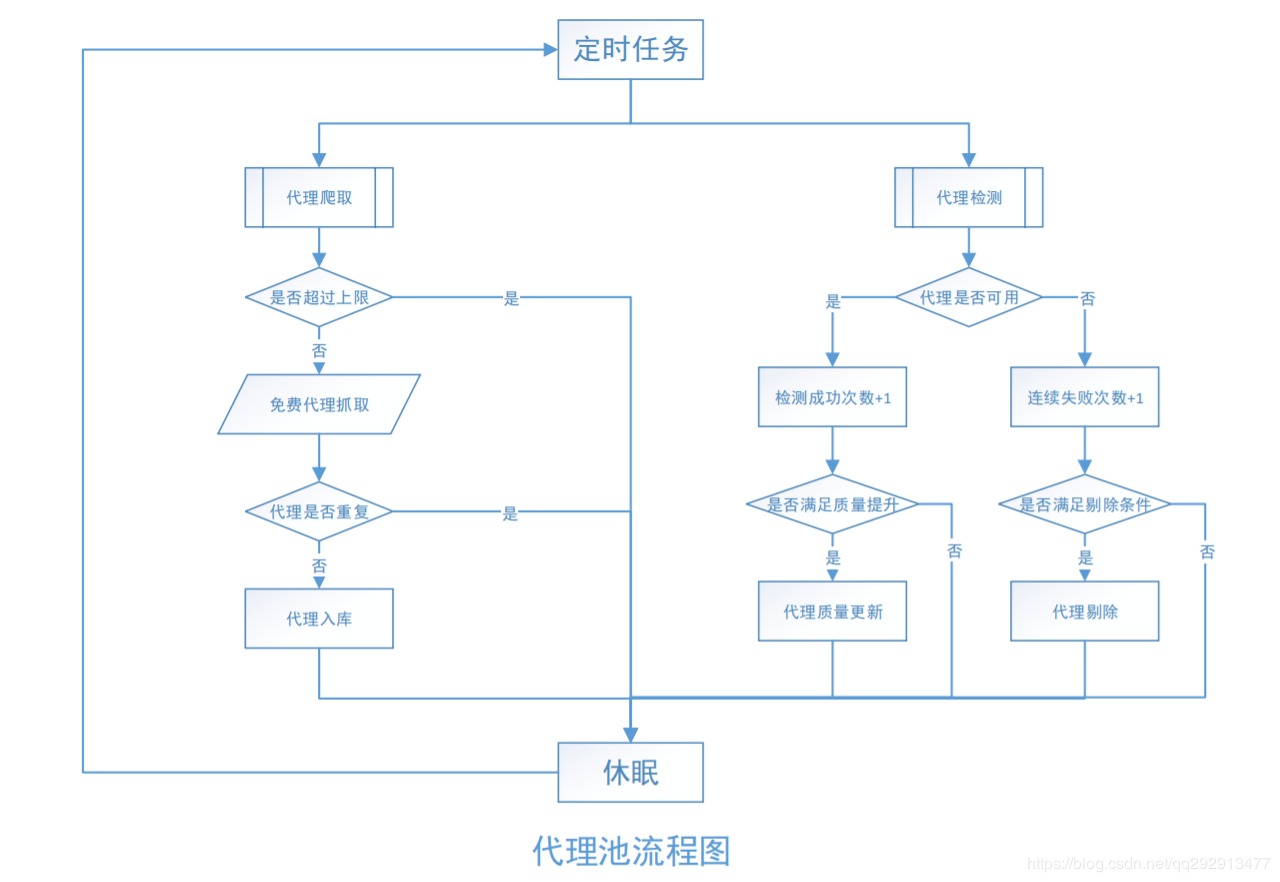 定时任务
代理爬取
代理检测
是否超过上限
是
是
代理是否可用
否
否
免费代理抓取
检测成功次数+1
连续失败次数+1
代理是否重复
是
是否满足质量提升
是否满足剔除条件
否
是
否
是
否
代理入库
代理质量更新
代理剔除
休眠
代理池流程图
https://blog.csdn.net/qq292913477